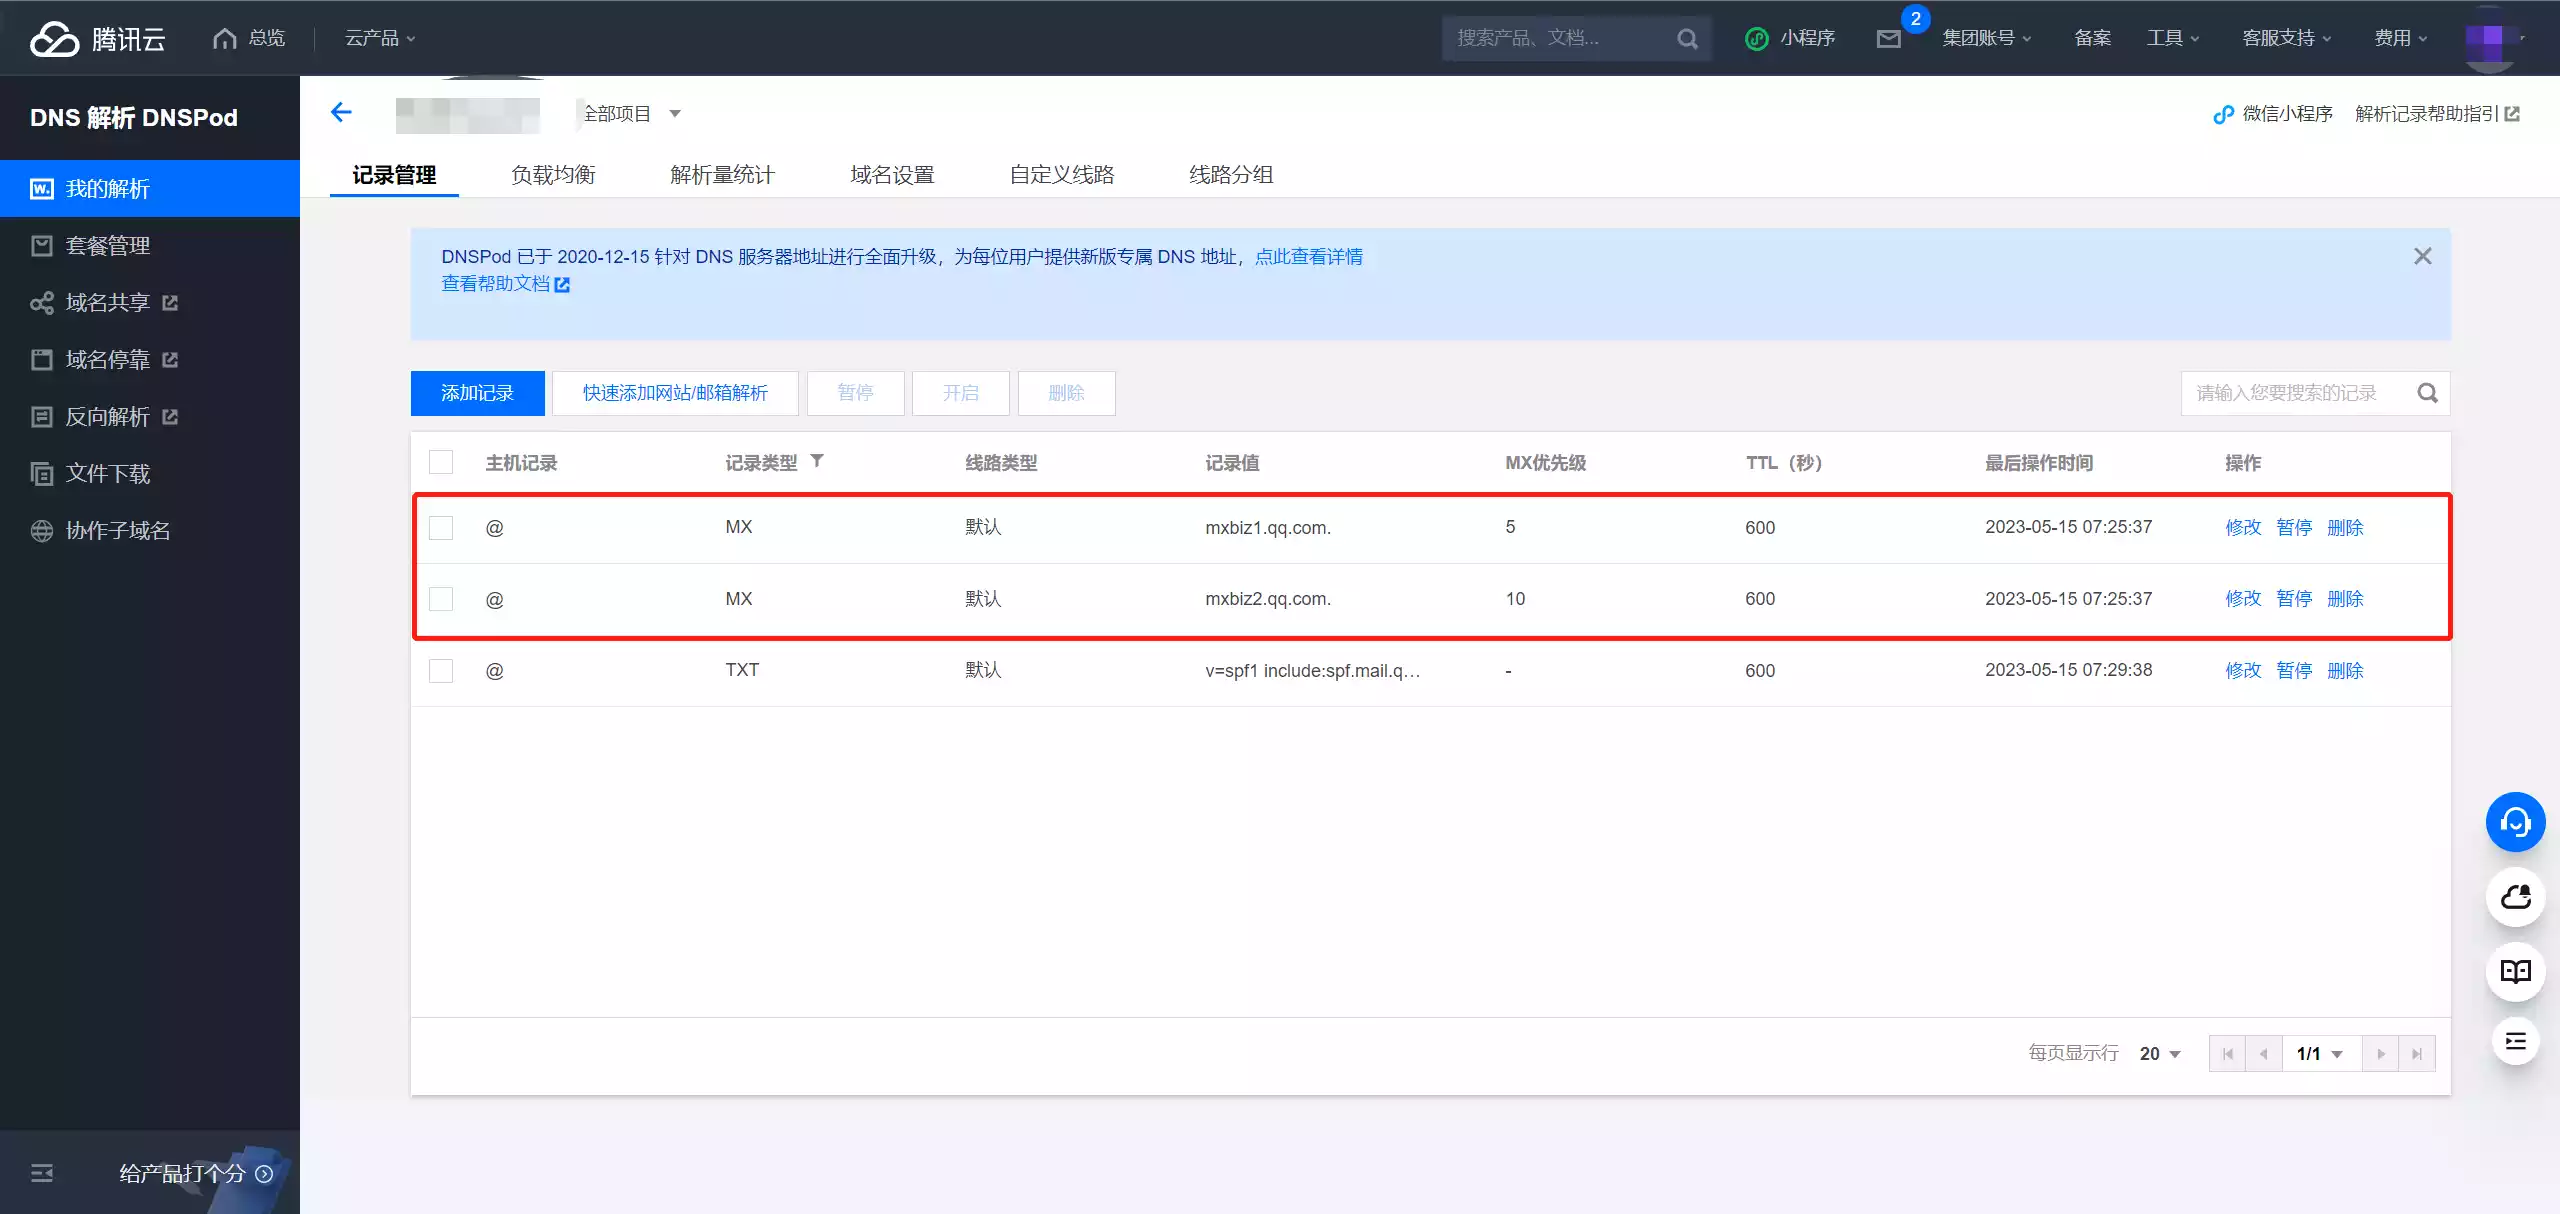 腾讯云 总览 云产品 搜索产品、文档... 小程序 2 集团账号 备案 工具 客服支持 费用
DNS 解析 DNSPod
我的解析
套餐管理
域名共享
域名停靠
反向解析
文件下载
协作子域名
给产品打个分
全部项目 微信小程序 解析记录帮助指引
记录管理 负载均衡 解析量统计 域名设置 自定义线路 线路分组
DNSPod 已于 2020-12-15 针对 DNS 服务器地址进行全面升级，为每位用户提供新版专属 DNS 地址，点此查看详情
查看帮助文档
添加记录 快速添加网站/邮箱解析 暂停 开启 删除 请输入您要搜索的记录
主机记录 记录类型 线路类型 记录值 MX优先级 TTL（秒） 最后操作时间 操作
@ MX 默认 mxbiz1.qq.com. 5 600 2023-05-15 07:25:37 修改 暂停 删除
@ MX 默认 mxbiz2.qq.com. 10 600 2023-05-15 07:25:37 修改 暂停 删除
@ TXT 默认 v=spf1 include:spf.mail.q... - 600 2023-05-15 07:29:38 修改 暂停 删除
每页显示行 20 1/1